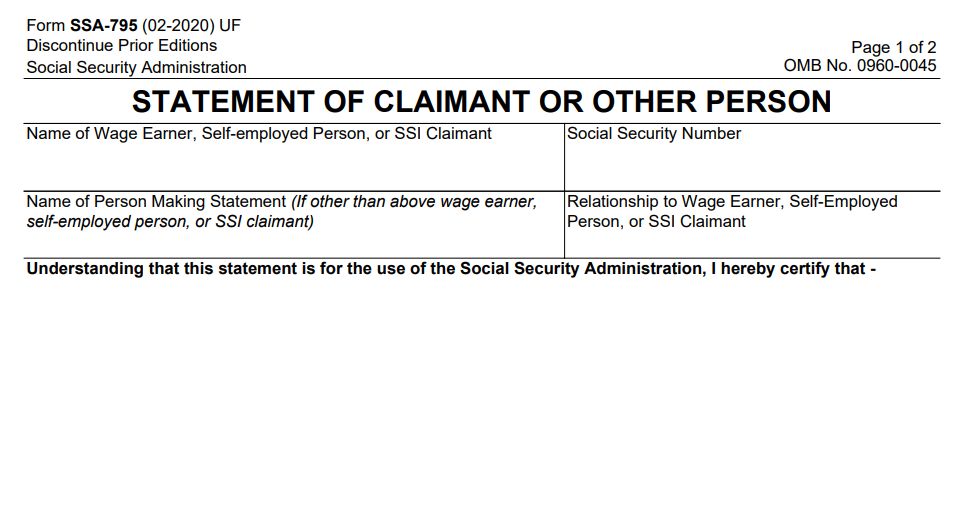 Form SSA-795 (02-2020) UF
Discontinue Prior Editions
Social Security Administration
Page 1 of 2
OMB No. 0960-0045
STATEMENT OF CLAIMANT OR OTHER PERSON
Name of Wage Earner, Self-employed Person, or SSI Claimant
Social Security Number
Name of Person Making Statement (If other than above wage earner,
self-employed person, or SSI claimant)
Relationship to Wage Earner, Self-Employed
Person, or SSI Claimant
Understanding that this statement is for the use of the Social Security Administration, I hereby certify that -